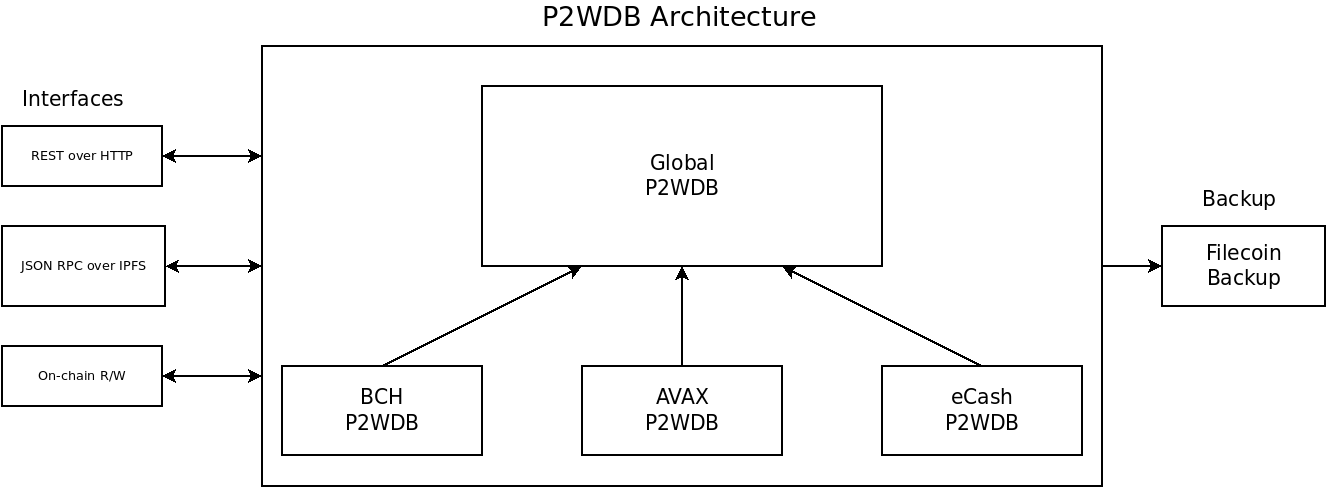 P2WDB Architecture
Interfaces
REST over HTTP
JSON RPC over IPFS
On-chain R/W
Global
P2WDB
BCH
P2WDB
AVAX
P2WDB
eCash
P2WDB
Backup
Filecoin
Backup